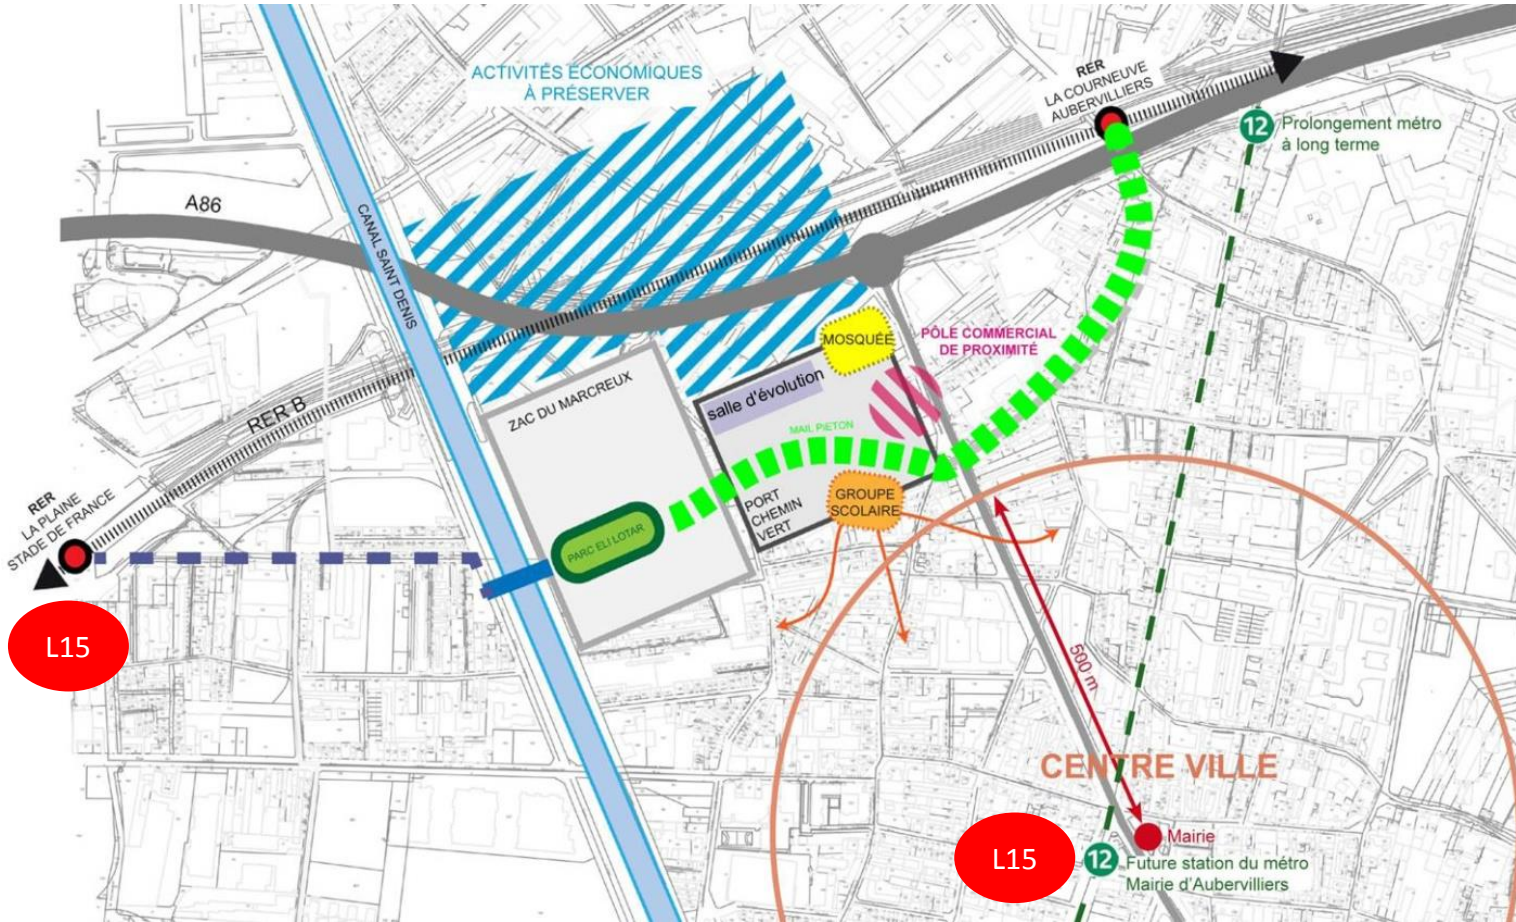 ACTIVITÉS ÉCONOMIQUES
À PRÉSERVER
RER
LA COURNEUVE
AUBERVILLIERS
12
Prolongement métro
à long terme
A86
CANAL SAINT DENIS
MOSQUÉE
PÔLE COMMERCIAL
DE PROXIMITÉ
salle d'évolution
ZAC DU MARCREUX
RER B
MAIL PIETON
GROUPE
SCOLAIRE
PORT
CHEMIN
VERT
PARC ELI LOTAR
RER
LA PLAINE
STADE DE FRANCE
L15
500 m
CENTRE VILLE
Mairie
L15
12
Future station du métro
Mairie d'Aubervilliers